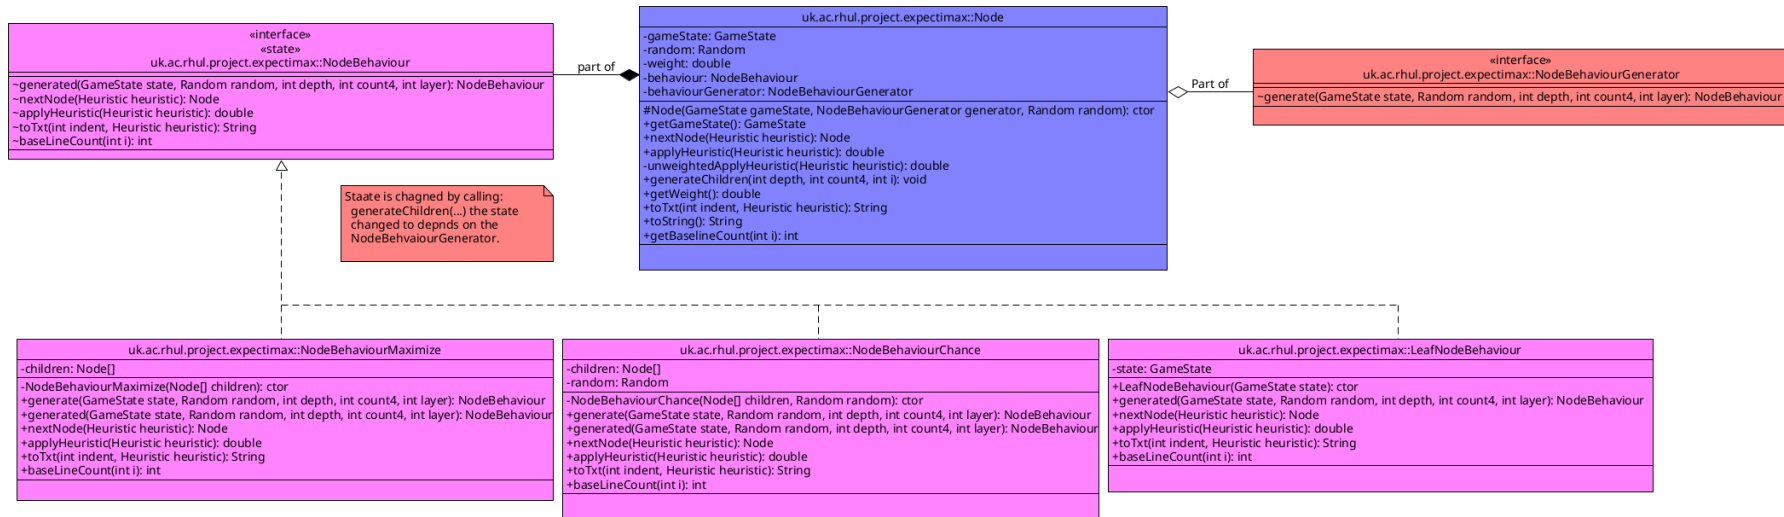 «interface»
«state»
uk.ac.rhul.project.expectimax::NodeBehaviour
~generated(GameState state, Random random, int depth, int count4, int layer): NodeBehaviour
~nextNode(Heuristic heuristic): Node
~applyHeuristic(Heuristic heuristic): double
~toTxt(int indent, Heuristic heuristic): String
~baseLineCount(int i): int
part of
uk.ac.rhul.project.expectimax::Node
-gameState: GameState
-random: Random
-weight: double
-behaviour: NodeBehaviour
-behaviourGenerator: NodeBehaviourGenerator
#Node(GameState gameState, NodeBehaviourGenerator generator, Random random): ctor
+getGameState(): GameState
+nextNode(Heuristic heuristic): Node
+applyHeuristic(Heuristic heuristic): double
-unweightedApplyHeuristic(Heuristic heuristic): double
+generateChildren(int depth, int count4, int i): void
+getWeight(): double
+toTxt(int indent, Heuristic heuristic): String
+toString(): String
+getBaselineCount(int i): int
Part of
«interface»
uk.ac.rhul.project.expectimax::NodeBehaviourGenerator
~generate(GameState state, Random random, int depth, int count4, int layer): NodeBehaviour
Staate is chagned by calling:
generateChildren(...) the state
changed to depnds on the
NodeBehvaiourGenerator.
uk.ac.rhul.project.expectimax::NodeBehaviourMaximize
-children: Node[]
-NodeBehaviourMaximize(Node[] children): ctor
+generate(GameState state, Random random, int depth, int count4, int layer): NodeBehaviour
+generated(GameState state, Random random, int depth, int count4, int layer): NodeBehaviour
+nextNode(Heuristic heuristic): Node
+applyHeuristic(Heuristic heuristic): double
+toTxt(int indent, Heuristic heuristic): String
+baseLineCount(int i): int
uk.ac.rhul.project.expectimax::NodeBehaviourChance
-children: Node[]
-random: Random
-NodeBehaviourChance(Node[] children, Random random): ctor
+generate(GameState state, Random random, int depth, int count4, int layer): NodeBehaviour
+generated(GameState state, Random random, int depth, int count4, int layer): NodeBehaviour
+nextNode(Heuristic heuristic): Node
+applyHeuristic(Heuristic heuristic): double
+toTxt(int indent, Heuristic heuristic): String
+baseLineCount(int i): int
uk.ac.rhul.project.expectimax::LeafNodeBehaviour
-state: GameState
+LeafNodeBehaviour(GameState state): ctor
+generated(GameState state, Random random, int depth, int count4, int layer): NodeBehaviour
+nextNode(Heuristic heuristic): Node
+applyHeuristic(Heuristic heuristic): double
+toTxt(int indent, Heuristic heuristic): String
+baseLineCount(int i): int